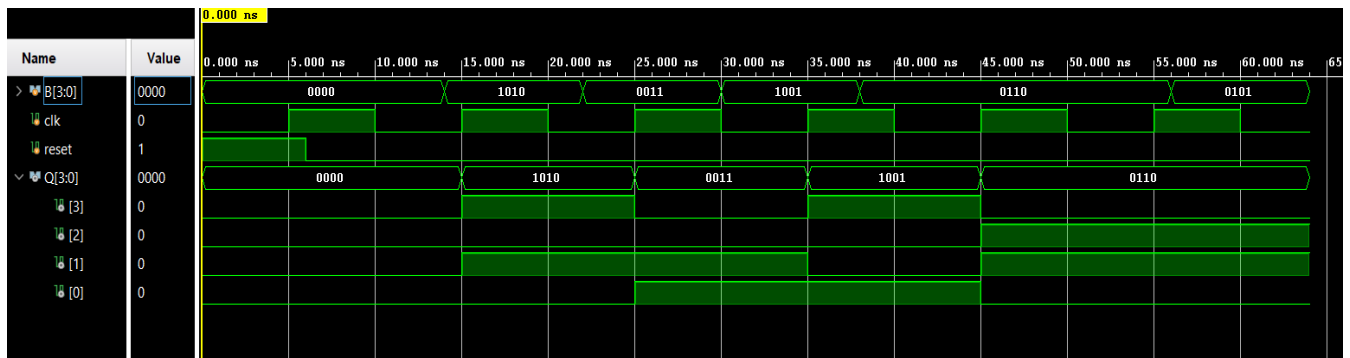 0.000 ns
Name Value 0.000 ns 5.000 ns 10.000 ns 15.000 ns 20.000 ns 25.000 ns 30.000 ns 35.000 ns 40.000 ns 45.000 ns 50.000 ns 55.000 ns 60.000 ns 65
B[3:0] 0000 0000 1010 0011 1001 0110 0101
clk 0
reset 1
Q[3:0] 0000 0000 1010 0011 1001 0110
[3] 0
[2] 0
[1] 0
[0] 0